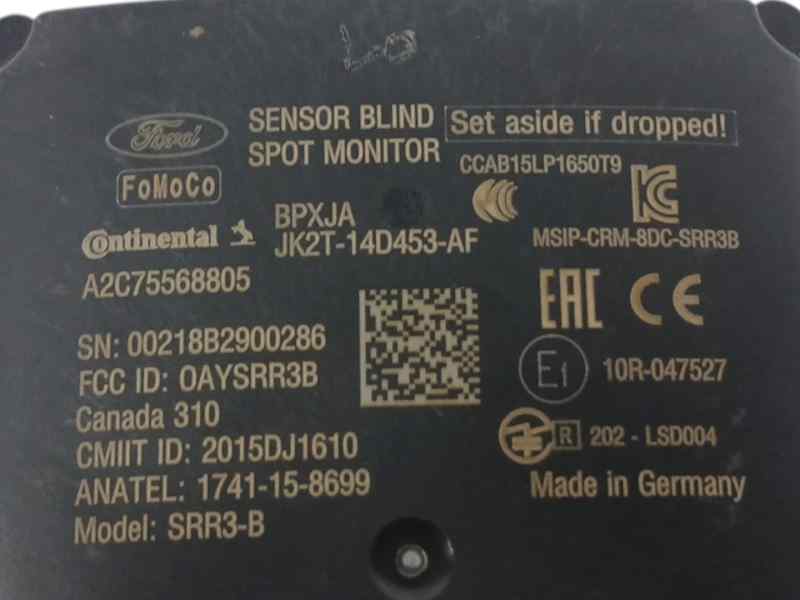 Ford
FoMoCo
SENSOR BLIND
SPOT MONITOR
Set aside if dropped!
CCAB15LP1650T9
CCC
KC
Continental
BPXJA
JK2T-14D453-AF
MSIP-CRM-8DC-SRR3B
A2C75568805
EAC CE
SN: 00218B2900286
FCC ID: OAYSRR3B
E1 10R-047527
Canada 310
R 202 - LSD004
CMIIT ID: 2015DJ1610
ANATEL: 1741-15-8699
Made in Germany
Model: SRR3-B